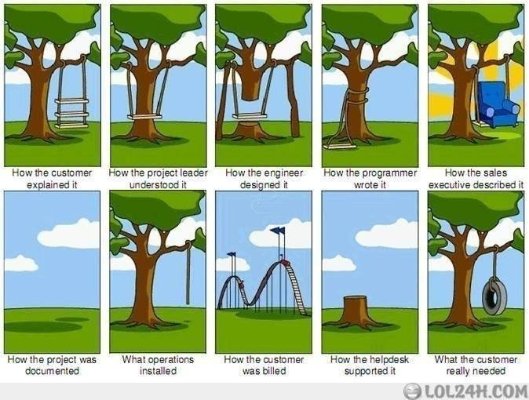 How the customer
explained it
How the project leader
understood it
How the engineer
designed it
How the programmer
wrote it
How the sales
executive described it
How the project was
documented
What operations
installed
How the customer
was billed
How the helpdesk
supported it
What the customer
really needed
LOL24H.COM